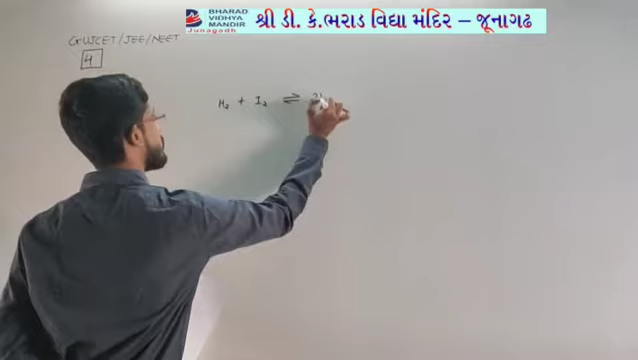 BHARAD
VIDHYA
MANDIR
Junagadh
શ્રી ડી. કે.ભરાડ વિદ્યા મંદિર – જૂનાગઢ
GUJCET/JEE/NEET
4
H₂ + I₂ ⇌ 2